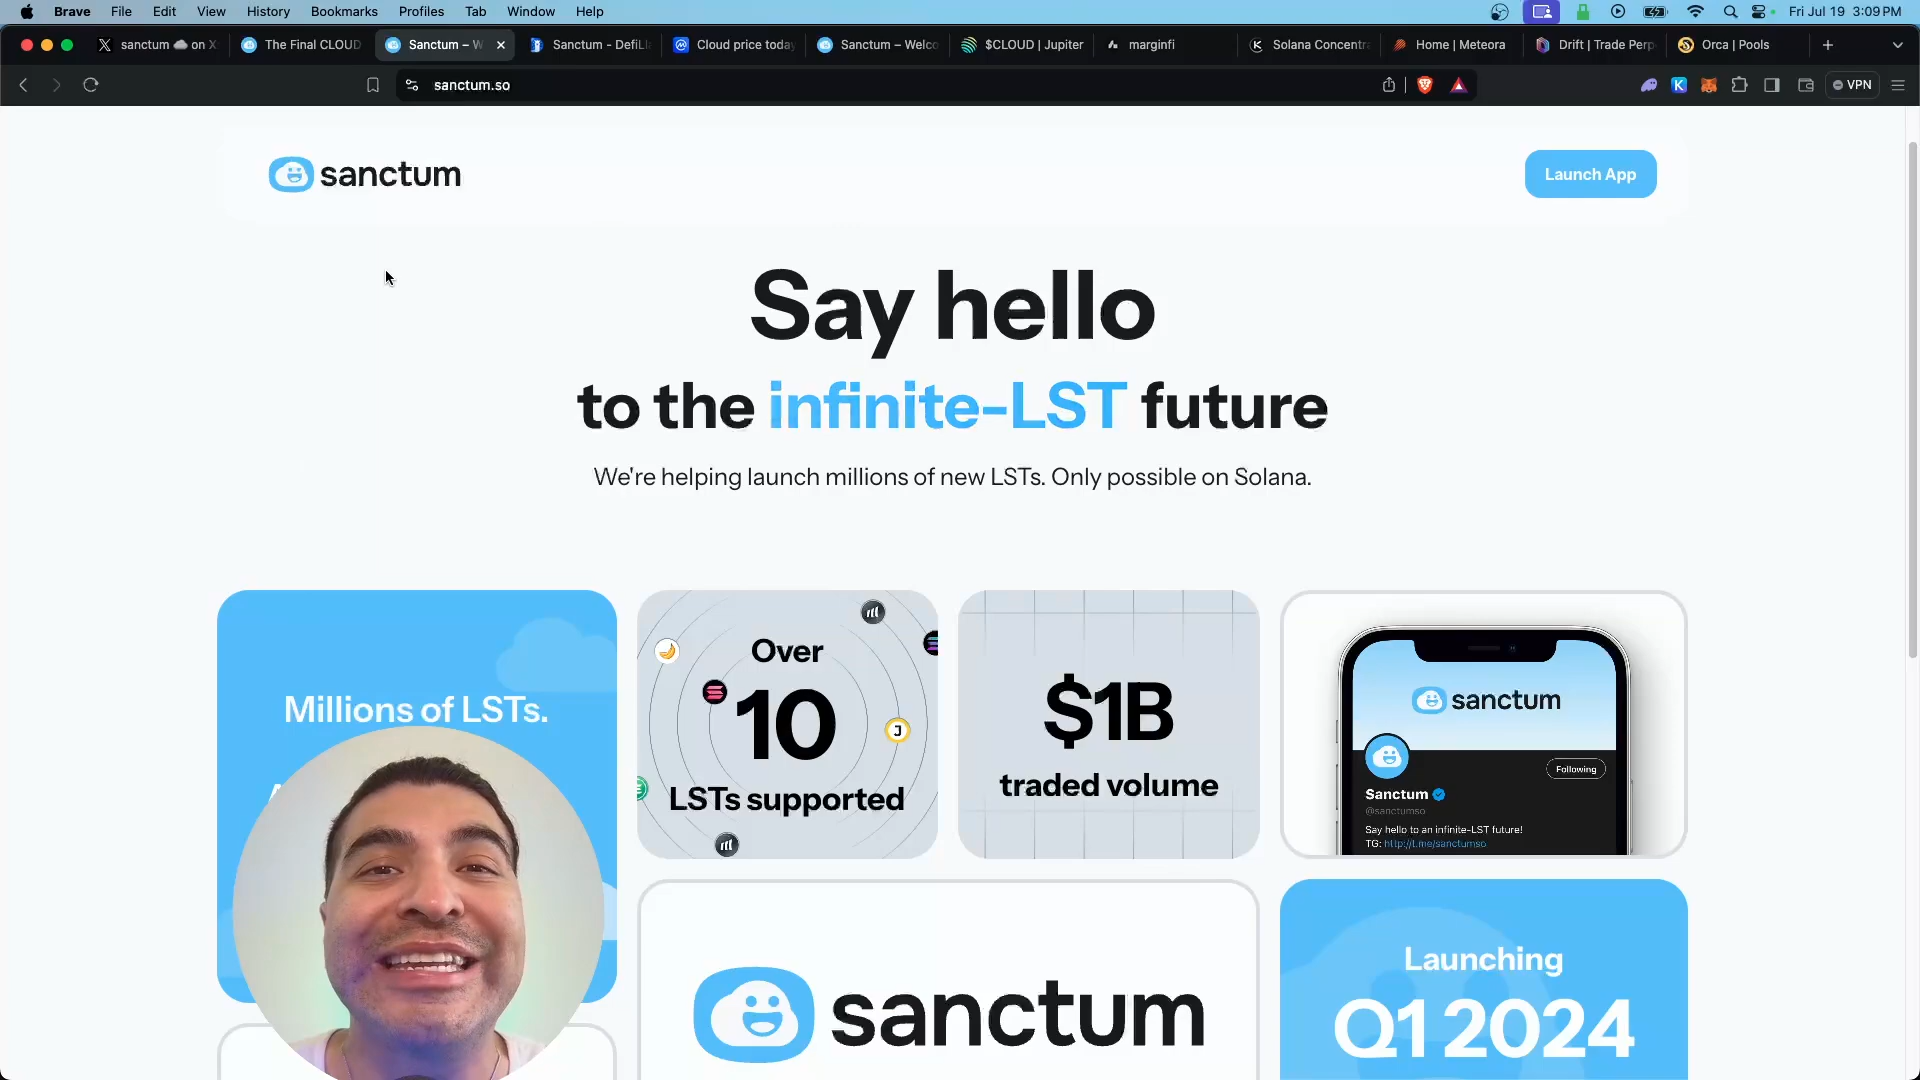 Brave File Edit View History Bookmarks Profiles Tab Window Help Fri Jul 19 3:09 PM
sanctum on X The Final CLOUD Sanctum – W Sanctum - DefiLl Cloud price today Sanctum – Welco $CLOUD | Jupiter marginfi Solana Concentra Home | Meteora Drift | Trade Perp Orca | Pools
sanctum.so VPN
sanctum Launch App
Say hello
to the infinite-LST future
We're helping launch millions of new LSTs. Only possible on Solana.
Millions of LSTs.
Over
10
LSTs supported
$1B
traded volume
sanctum
Following
Sanctum
@sanctumso
Say hello to an infinite-LST future!
TG: http://t.me/sanctumso
sanctum
Launching
Q1 2024